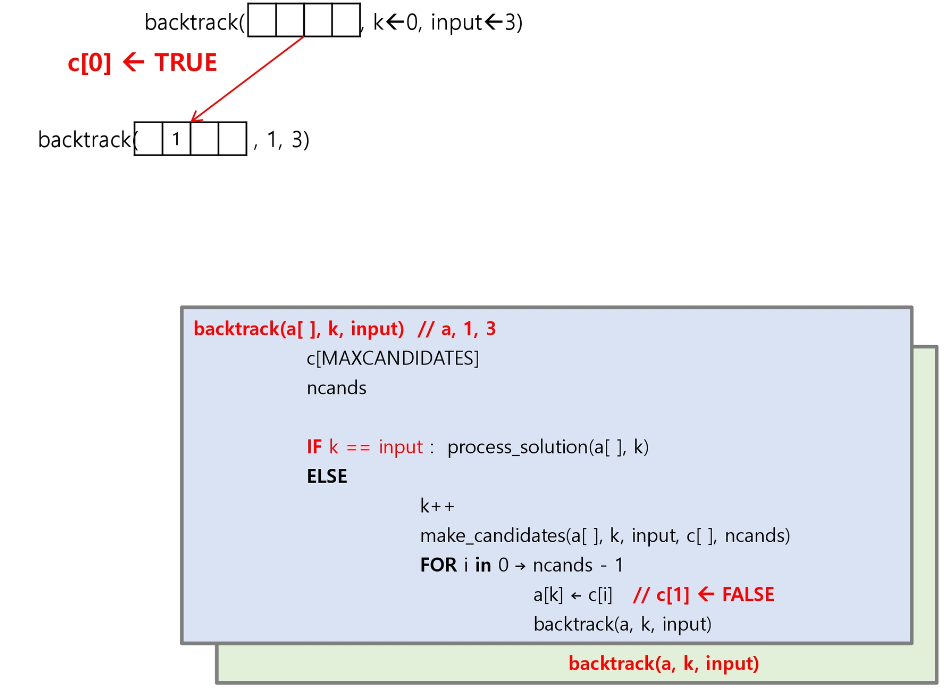 backtrack( , k←0, input←3)
c[0] ← TRUE
backtrack( 1 , 1, 3)
backtrack(a[ ], k, input) // a, 1, 3
c[MAXCANDIDATES]
ncands
IF k == input : process_solution(a[ ], k)
ELSE
k++
make_candidates(a[ ], k, input, c[ ], ncands)
FOR i in 0 → ncands - 1
a[k] ← c[i] // c[1] ← FALSE
backtrack(a, k, input)
backtrack(a, k, input)